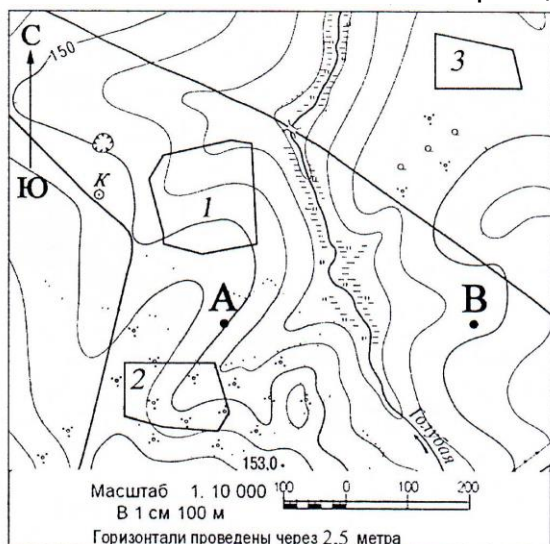 С
150
3
К
Ю
1
А
В
2
Голубая
153.0
Масштаб 1. 10 000 100 0 100 200
В 1 см 100 м
Горизонтали проведены через 2,5 метра